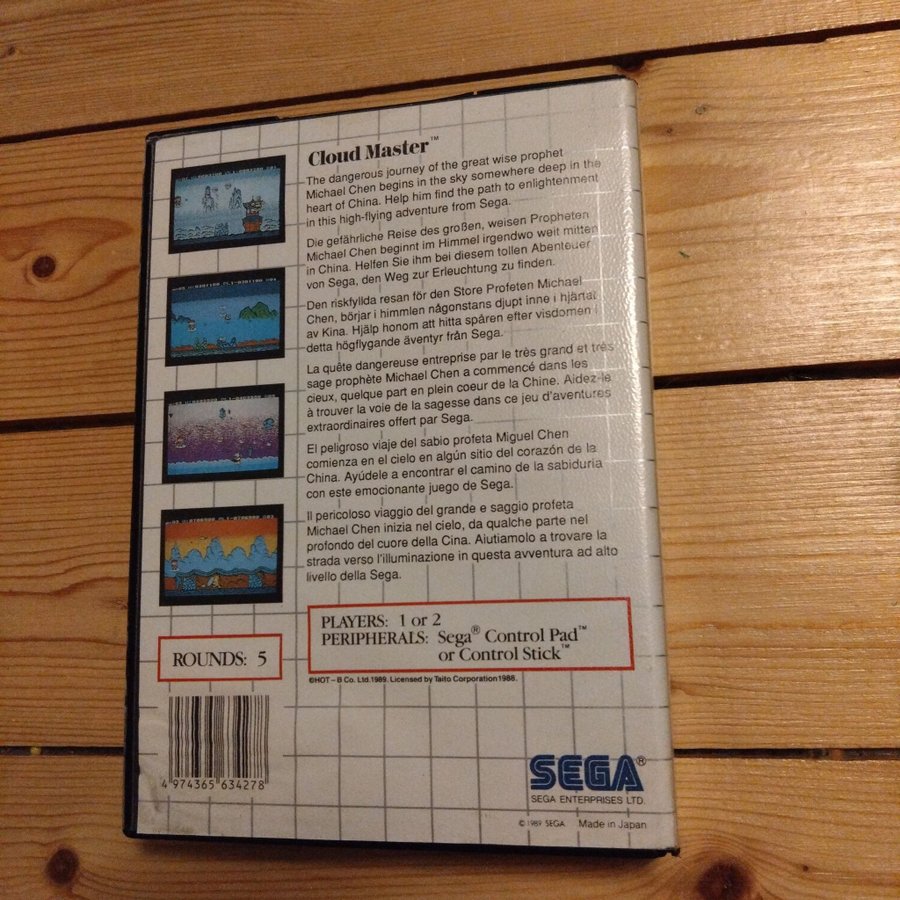 Cloud Master™
The dangerous journey of the great wise prophet
Michael Chen begins in the sky somewhere deep in the
heart of China. Help him find the path to enlightenment
in this high-flying adventure from Sega.
Die gefährliche Reise des großen, weisen Propheten
Michael Chen beginnt im Himmel irgendwo weit mitten
in China. Helfen Sie ihm bei diesem tollen Abenteuer
von Sega, den Weg zur Erleuchtung zu finden.
Den riskfyllda resan för den Store Profeten Michael
Chen, börjar i himmlen någonstans djupt inne i hjärtat
av Kina. Hjälp honom att hitta spåren efter visdomen i
detta högflygande äventyr från Sega.
La quête dangereuse entreprise par le très grand et très
sage prophète Michael Chen a commencé dans les
cieux, quelque part en plein coeur de la Chine. Aidez-le
à trouver la voie de la sagesse dans ce jeu d'aventures
extraordinaires offert par Sega.
El peligroso viaje del sabio profeta Miguel Chen
comienza en el cielo en algún sitio del corazón de la
China. Ayúdele a encontrar el camino de la sabiduria
con este emocionante juego de Sega.
Il pericoloso viaggio del grande e saggio profeta
Michael Chen inizia nel cielo, da qualche parte nel
profondo del cuore della Cina. Aiutiamolo a trovare la
strada verso l'illuminazione in questa avventura ad alto
livello della Sega.
ROUNDS: 5
PLAYERS: 1 or 2
PERIPHERALS: Sega® Control Pad™
or Control Stick™
©HOT-B Co. Ltd.1989. Licensed by Taito Corporation1988.
4 974365 634278
SEGA®
SEGA ENTERPRISES LTD.
© 1989 SEGA Made in Japan